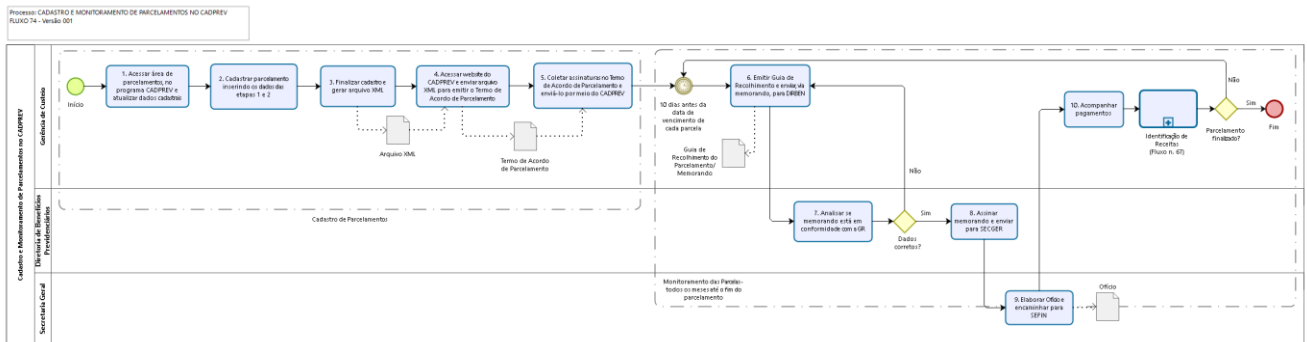 Processo: CADASTRO E MONITORAMENTO DE PARCELAMENTOS NO CADPREV
FLUXO 74 - Versão 001
Cadastro e Monitoramento de Parcelamentos no CADPREV
Gerência de Custeio
Início
1. Acessar área de
parcelamentos, no
programa CADPREV e
atualizar dados cadastrais
2. Cadastrar parcelamento
inserindo os dados das
etapas 1 e 2
3. Finalizar cadastro e
gerar arquivo XML
Arquivo XML
4. Acessar website do
CADPREV e enviar arquivo
XML para emitir o Termo de
Acordo de Parcelamento
Termo de Acordo
de Parcelamento
5. Coletar assinaturas no Termo
de Acordo de Parcelamento e
enviá-lo por meio do CADPREV
Cadastro de Parcelamentos
10 dias antes da
data de
vencimento de
cada parcela
6. Emitir Guia de
Recolhimento e enviar, via
memorando, para DIRBEN
Guia de
Recolhimento do
Parcelamento/
Memorando
10. Acompanhar
pagamentos
Identificação de
Receitas
(Fluxo n. 67)
Não
Sim
Parcelamento
finalizado?
Fim
Diretoria de Benefícios
Previdenciários
7. Analisar se
memorando está em
conformidade com a GR
Não
Sim
Dados
corretos?
8. Assinar
memorando e enviar
para SECGER
Monitoramento das Parcelas-
todos os meses até o fim do
parcelamento
Secretaria Geral
9. Elaborar Ofício e
encaminhar para
SEFIN
Ofício